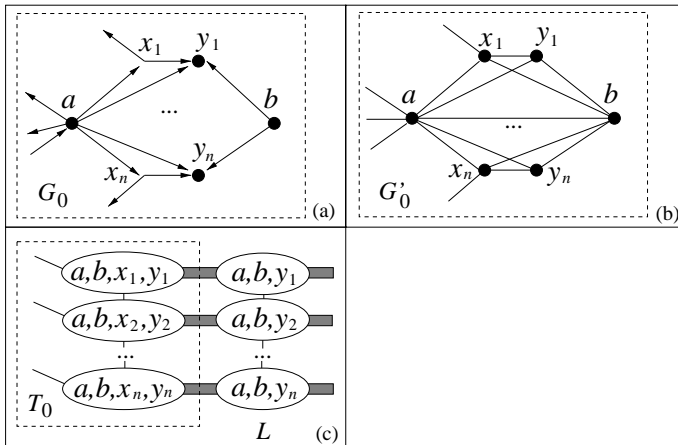 x1 y1
a ... b
xn yn
G0 (a)
x1 y1
a ... b
xn yn
G'0 (b)
a,b,x1,y1 a,b,y1
a,b,x2,y2 a,b,y2
... ...
a,b,xn,yn a,b,yn
T0 L (c)